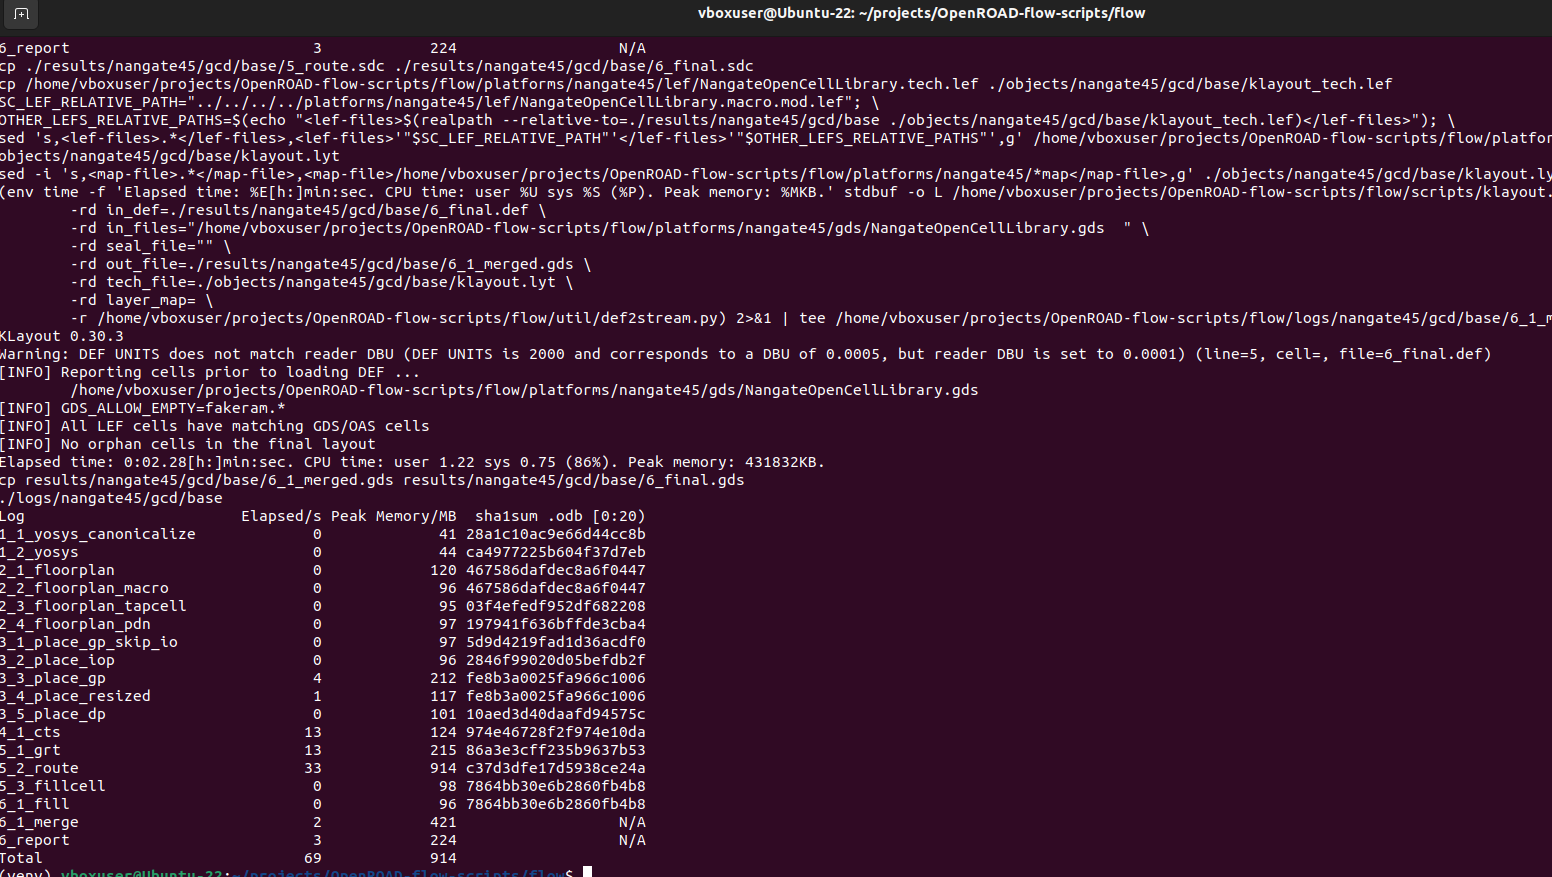 vboxuser@Ubuntu-22: ~/projects/OpenROAD-flow-scripts/flow
6_report                            3            224                  N/A
cp ./results/nangate45/gcd/base/5_route.sdc ./results/nangate45/gcd/base/6_final.sdc
cp /home/vboxuser/projects/OpenROAD-flow-scripts/flow/platforms/nangate45/lef/NangateOpenCellLibrary.tech.lef ./objects/nangate45/gcd/base/klayout_tech.lef
SC_LEF_RELATIVE_PATH="../../../../platforms/nangate45/lef/NangateOpenCellLibrary.macro.mod.lef"; \
OTHER_LEFS_RELATIVE_PATHS=$(echo "<lef-files>$(realpath --relative-to=./results/nangate45/gcd/base ./objects/nangate45/gcd/base/klayout_tech.lef)</lef-files>"); \
sed 's,<lef-files>.*</lef-files>,<lef-files>'"$SC_LEF_RELATIVE_PATH"'</lef-files>'"$OTHER_LEFS_RELATIVE_PATHS"',g' /home/vboxuser/projects/OpenROAD-flow-scripts/flow/platfor
objects/nangate45/gcd/base/klayout.lyt
sed -i 's,<map-file>.*</map-file>,<map-file>/home/vboxuser/projects/OpenROAD-flow-scripts/flow/platforms/nangate45/*map</map-file>,g' ./objects/nangate45/gcd/base/klayout.ly
(env time -f 'Elapsed time: %E[h:]min:sec. CPU time: user %U sys %S (%P). Peak memory: %MKB.' stdbuf -o L /home/vboxuser/projects/OpenROAD-flow-scripts/flow/scripts/klayout.
        -rd in_def=./results/nangate45/gcd/base/6_final.def \
        -rd in_files="/home/vboxuser/projects/OpenROAD-flow-scripts/flow/platforms/nangate45/gds/NangateOpenCellLibrary.gds  " \
        -rd seal_file="" \
        -rd out_file=./results/nangate45/gcd/base/6_1_merged.gds \
        -rd tech_file=./objects/nangate45/gcd/base/klayout.lyt \
        -rd layer_map= \
        -r /home/vboxuser/projects/OpenROAD-flow-scripts/flow/util/def2stream.py) 2>&1 | tee /home/vboxuser/projects/OpenROAD-flow-scripts/flow/logs/nangate45/gcd/base/6_1_m
KLayout 0.30.3
Warning: DEF UNITS does not match reader DBU (DEF UNITS is 2000 and corresponds to a DBU of 0.0005, but reader DBU is set to 0.0001) (line=5, cell=, file=6_final.def)
[INFO] Reporting cells prior to loading DEF ...
        /home/vboxuser/projects/OpenROAD-flow-scripts/flow/platforms/nangate45/gds/NangateOpenCellLibrary.gds
[INFO] GDS_ALLOW_EMPTY=fakeram.*
[INFO] All LEF cells have matching GDS/OAS cells
[INFO] No orphan cells in the final layout
Elapsed time: 0:02.28[h:]min:sec. CPU time: user 1.22 sys 0.75 (86%). Peak memory: 431832KB.
cp results/nangate45/gcd/base/6_1_merged.gds results/nangate45/gcd/base/6_final.gds
./logs/nangate45/gcd/base
Log                        Elapsed/s Peak Memory/MB  sha1sum .odb [0:20)
1_1_yosys_canonicalize             0             41 28a1c10ac9e66d44cc8b
1_2_yosys                          0             44 ca4977225b604f37d7eb
2_1_floorplan                      0            120 467586dafdec8a6f0447
2_2_floorplan_macro                0             96 467586dafdec8a6f0447
2_3_floorplan_tapcell              0             95 03f4efedf952df682208
2_4_floorplan_pdn                  0             97 197941f636bffde3cba4
3_1_place_gp_skip_io               0             97 5d9d4219fad1d36acdf0
3_2_place_iop                      0             96 2846f99020d05befdb2f
3_3_place_gp                       4            212 fe8b3a0025fa966c1006
3_4_place_resized                  1            117 fe8b3a0025fa966c1006
3_5_place_dp                       0            101 10aed3d40daafd94575c
4_1_cts                           13            124 974e46728f2f974e10da
5_1_grt                           13            215 86a3e3cff235b9637b53
5_2_route                         33            914 c37d3dfe17d5938ce24a
5_3_fillcell                       0             98 7864bb30e6b2860fb4b8
6_1_fill                           0             96 7864bb30e6b2860fb4b8
6_1_merge                          2            421                  N/A
6_report                           3            224                  N/A
Total                             69            914
(venv) vboxuser@Ubuntu-22:~/projects/OpenROAD-flow-scripts/flow$